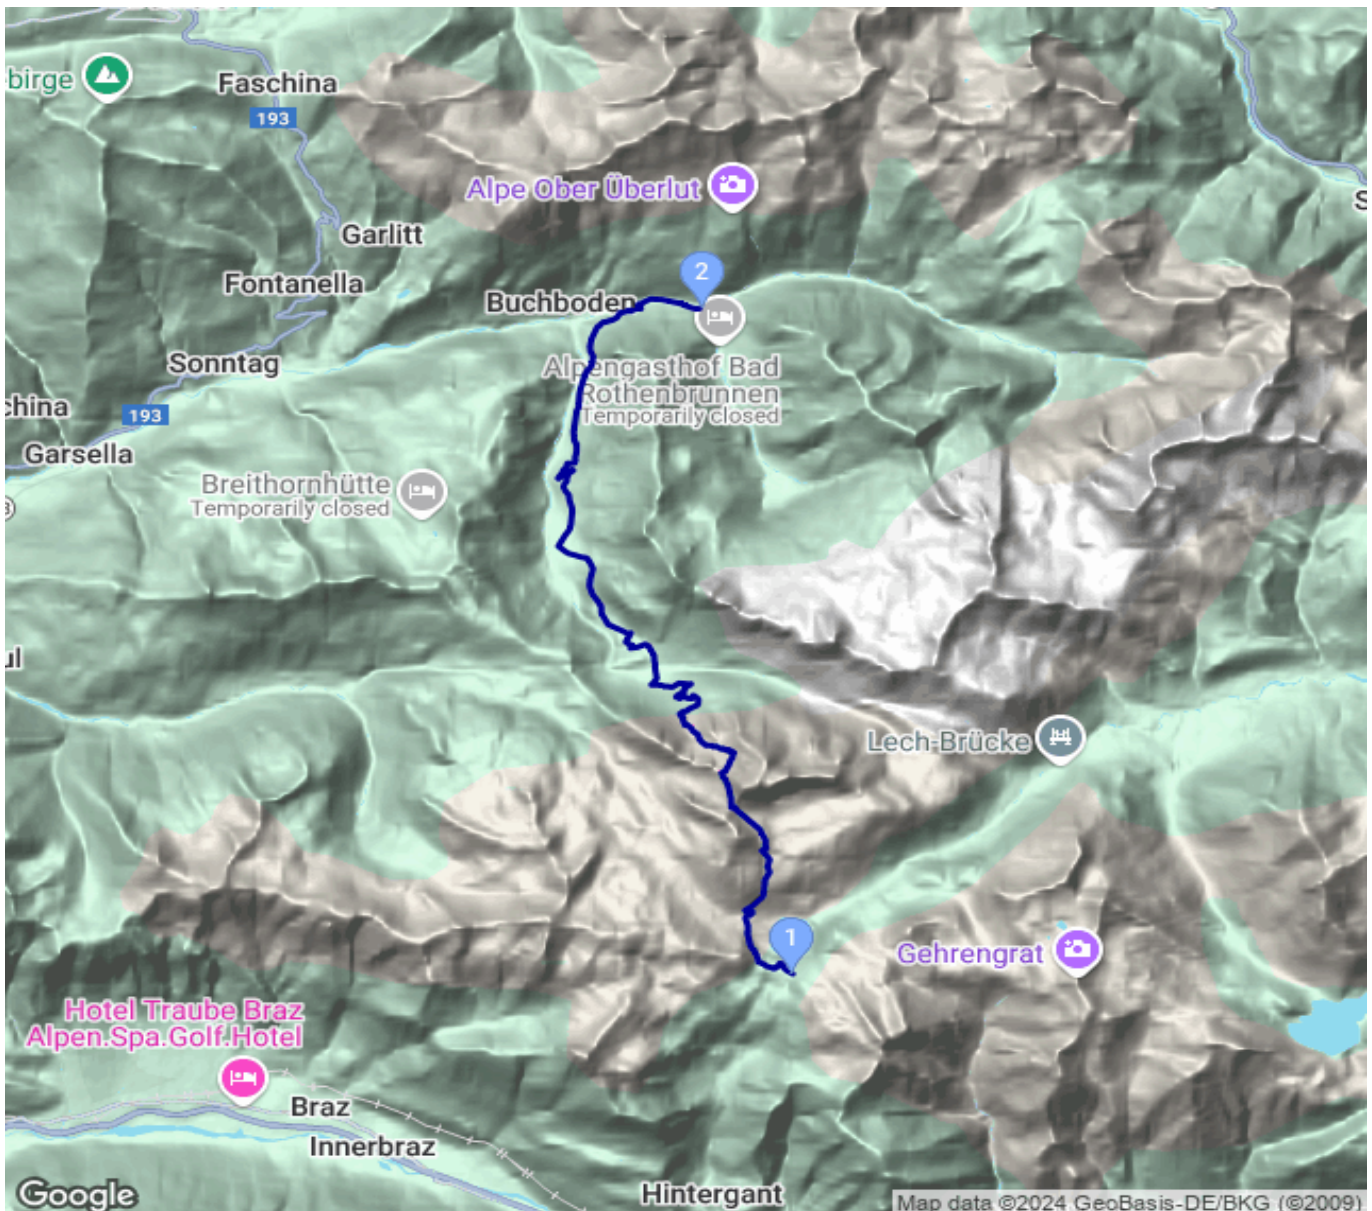 birge
Faschina
193
Alpe Ober Überlut
S
Garlitt
2
Fontanella
Buchboden
Sonntag
Alpengasthof Bad
Rothenbrunnen
Temporarily closed
china
193
Garsella
Breithornhütte
Temporarily closed
3
ul
Lech-Brücke
1
Gehrengrat
Hotel Traube Braz
Alpen.Spa.Golf.Hotel
Braz
Innerbraz
Hintergant
Google
Map data ©2024 GeoBasis-DE/BKG (©2009)